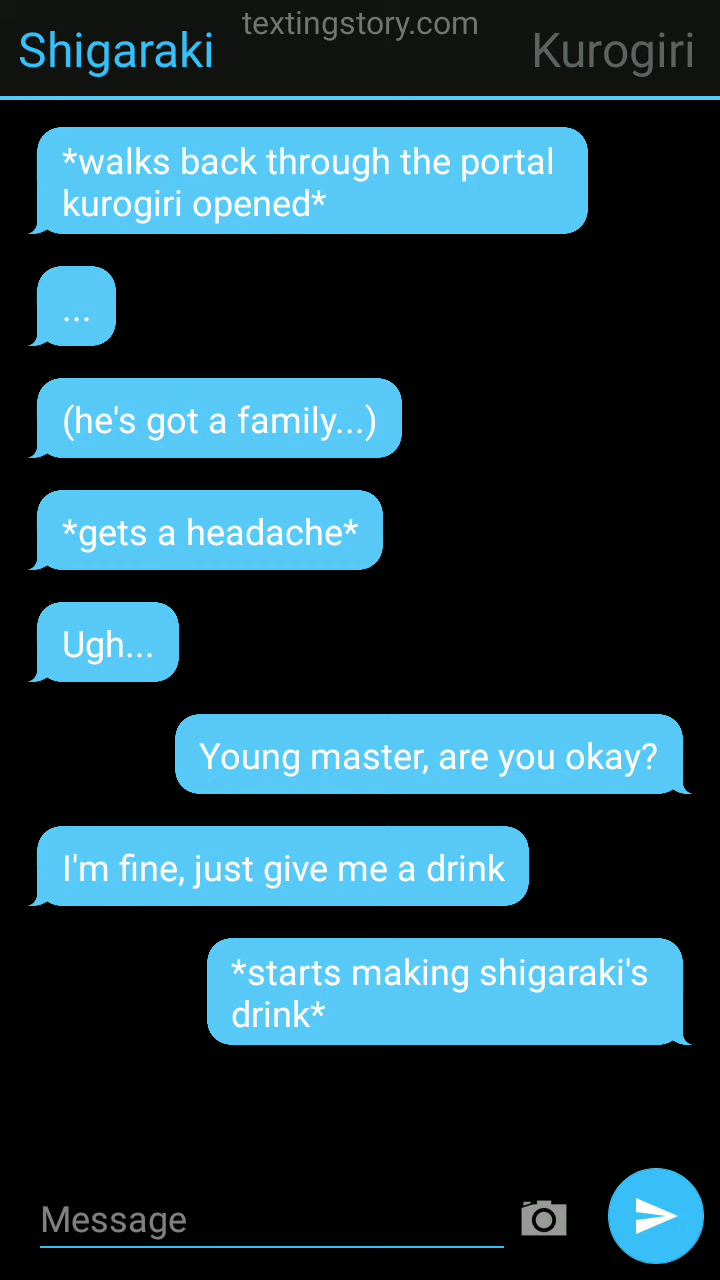 textingstory.com
Shigaraki
Kurogiri
*walks back through the portal
kurogiri opened*
...
(he's got a family...)
*gets a headache*
Ugh...
Young master, are you okay?
I'm fine, just give me a drink
*starts making shigaraki's
drink*
Message